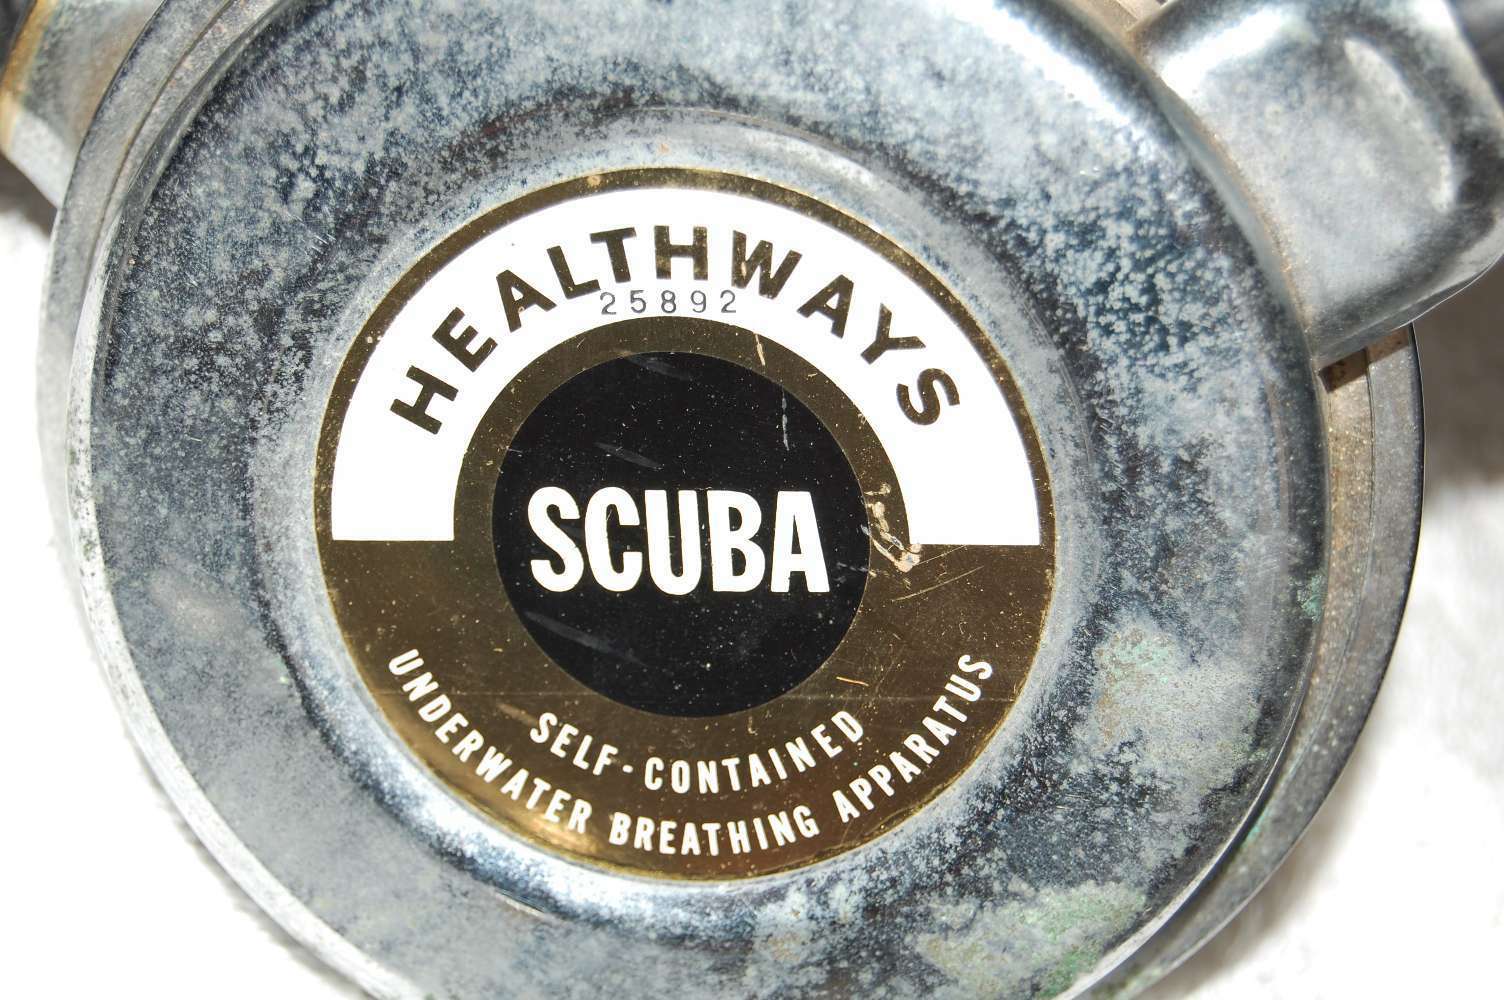 HEALTHWAYS
25892
SCUBA
SELF-CONTAINED
UNDERWATER BREATHING APPARATUS